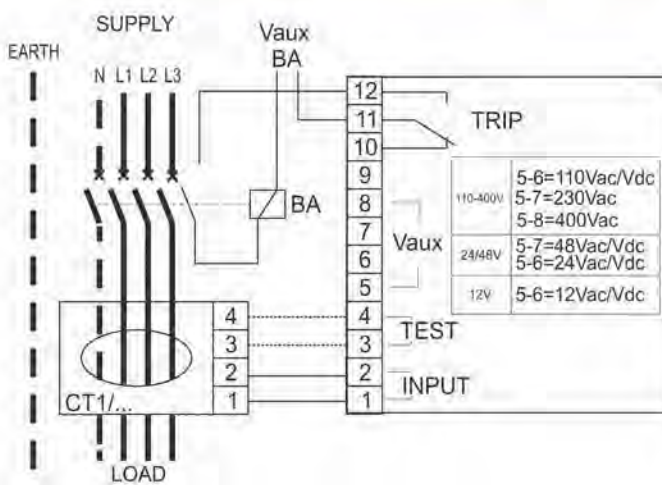 SUPPLY
EARTH
N L1 L2 L3
Vaux
BA
BA
4
3
2
1
CT1/...
LOAD
12
11
10
9
8
7
6
5
4
3
2
1
TRIP
Vaux
TEST
INPUT
110-400V
5-6=110Vac/Vdc
5-7=230Vac
5-8=400Vac
24/48V
5-7=48Vac/Vdc
5-6=24Vac/Vdc
12V
5-6=12Vac/Vdc